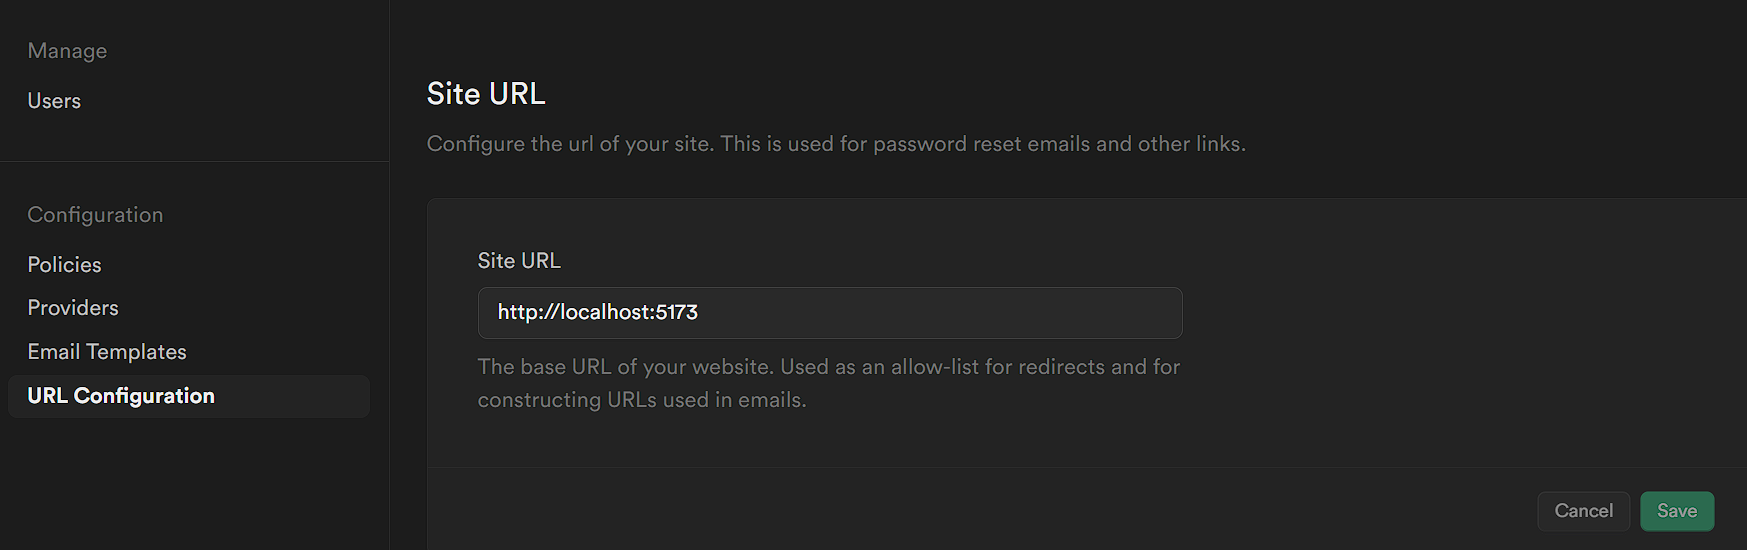 Manage
Users
Configuration
Policies
Providers
Email Templates
URL Configuration
Site URL
Configure the url of your site. This is used for password reset emails and other links.
Site URL
http://localhost:5173
The base URL of your website. Used as an allow-list for redirects and for
constructing URLs used in emails.
Cancel
Save